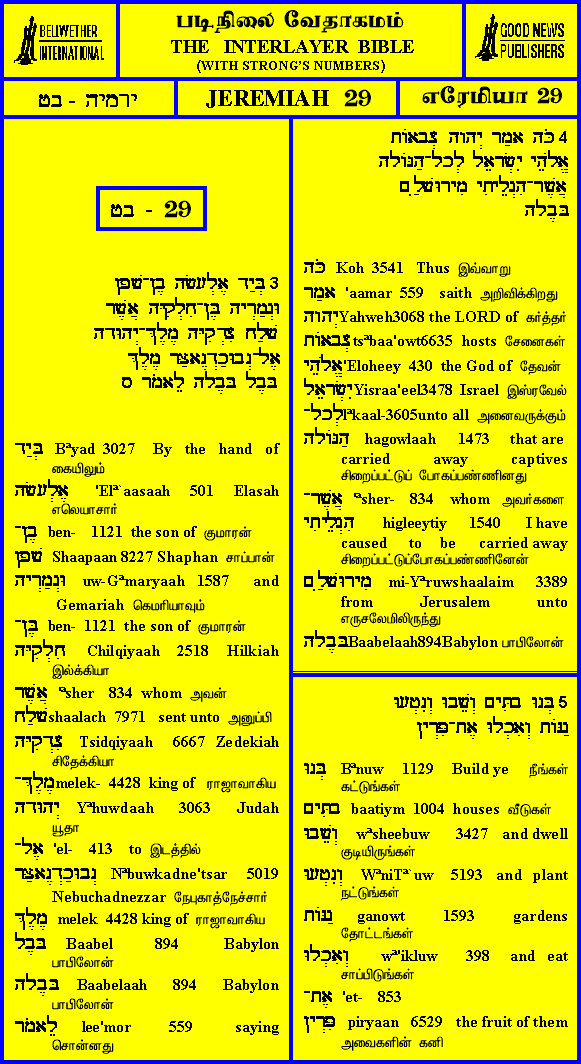 BELLWETHER
INTERNATIONAL
படிநிலை வேதாகமம்
THE INTERLAYER BIBLE
(WITH STRONG'S NUMBERS)
GOOD NEWS
PUBLISHERS
ירמיה - כט
JEREMIAH 29
எரேமியா 29
כט - 29
3 בְּיַד אֶלְעָשָׂה בֶן־שָׁפָן
וּגְמַרְיָה בֶּן־חִלְקִיָּה אֲשֶׁר
שָׁלַח צִדְקִיָּה מֶלֶךְ־יְהוּדָה
אֶל־נְבוּכַדְנֶאצַּר מֶלֶךְ
בָּבֶל בָּבֶלָה לֵאמֹר ס
בְּיַד Bªyad 3027 By the hand of
கையிலும்
אֶלְעָשָׂה 'Elª`aasaah 501 Elasah
எலெயாசார்
בֶן־ ben- 1121 the son of குமாரன்
שָׁפָן Shaapaan 8227 Shaphan சாப்பான்
וּגְמַרְיָה uw-Gªmaryaah 1587 and
Gemariah கெமரியாவும்
בֶּן־ ben- 1121 the son of குமாரன்
חִלְקִיָּה Chilqiyaah 2518 Hilkiah
இல்க்கியா
אֲשֶׁר ªsher 834 whom அவன்
שָׁלַח shaalach 7971 sent unto அனுப்பி
צִדְקִיָּה Tsidqiyaah 6667 Zedekiah
சிதேக்கியா
מֶלֶךְ־ melek- 4428 king of ராஜாவாகிய
יְהוּדָה Yªhuwdaah 3063 Judah
யூதா
אֶל־ 'el- 413 to இடத்தில்
נְבוּכַדְנֶאצַּר Nªbuwkadne'tsar 5019
Nebuchadnezzar நேபுகாத்நேச்சார்
מֶלֶךְ melek 4428 king of ராஜாவாகிய
בָּבֶל Baabel 894 Babylon
பாபிலோன்
בָּבֶלָה Baabelaah 894 Babylon
பாபிலோன்
לֵאמֹר lee'mor 559 saying
சொன்னது
4 כֹּה אָמַר יְהוָה צְבָאוֹת
אֱלֹהֵי יִשְׂרָאֵל לְכָל־הַגּוֹלָה
אֲשֶׁר־הִגְלֵיתִי מִירוּשָׁלִַם
בָּבֶלָה
כֹּה Koh 3541 Thus இவ்வாறு
אָמַר 'aamar 559 saith அறிவிக்கிறது
יְהוָה Yahweh3068 the LORD of கர்த்தர்
צְבָאוֹת tsªbaa'owt6635 hosts சேனைகள்
אֱלֹהֵי 'Eloheey 430 the God of தேவன்
יִשְׂרָאֵל Yisraa'eel3478 Israel இஸ்ரவேல்
לְכָל־ lªkaal-3605unto all அனைவருக்கும்
הַגּוֹלָה hagowlaah 1473 that are
carried away captives
சிறைப்பட்டுப் போகப்பண்ணினது
אֲשֶׁר־ ªsher- 834 whom அவர்களை
הִגְלֵיתִי higleeytiy 1540 I have
caused to be carried away
சிறைப்பட்டுப்போகப்பண்ணினேன்
מִירוּשָׁלִַם mi-Yªruwshaalaim 3389
from Jerusalem unto
எருசலேமிலிருந்து
בָּבֶלָה Baabelaah894Babylon பாபிலோன்
5 בְּנוּ בָתִּים וְשֵׁבוּ וְנִטְעוּ
גַנּוֹת וְאִכְלוּ אֶת־פִּרְיָן
בְּנוּ Bªnuw 1129 Build ye நீங்கள்
கட்டுங்கள்
בָתִּים baatiym 1004 houses வீடுகள்
וְשֵׁבוּ wªsheebuw 3427 and dwell
குடியிருங்கள்
וְנִטְעוּ WªniTª`uw 5193 and plant
நட்டுங்கள்
גַנּוֹת ganowt 1593 gardens
தோட்டங்கள்
וְאִכְלוּ wª'ikluw 398 and eat
சாப்பிடுங்கள்
אֶת־ 'et- 853
פִּרְיָן piryaan 6529 the fruit of them
அவைகளின் கனி